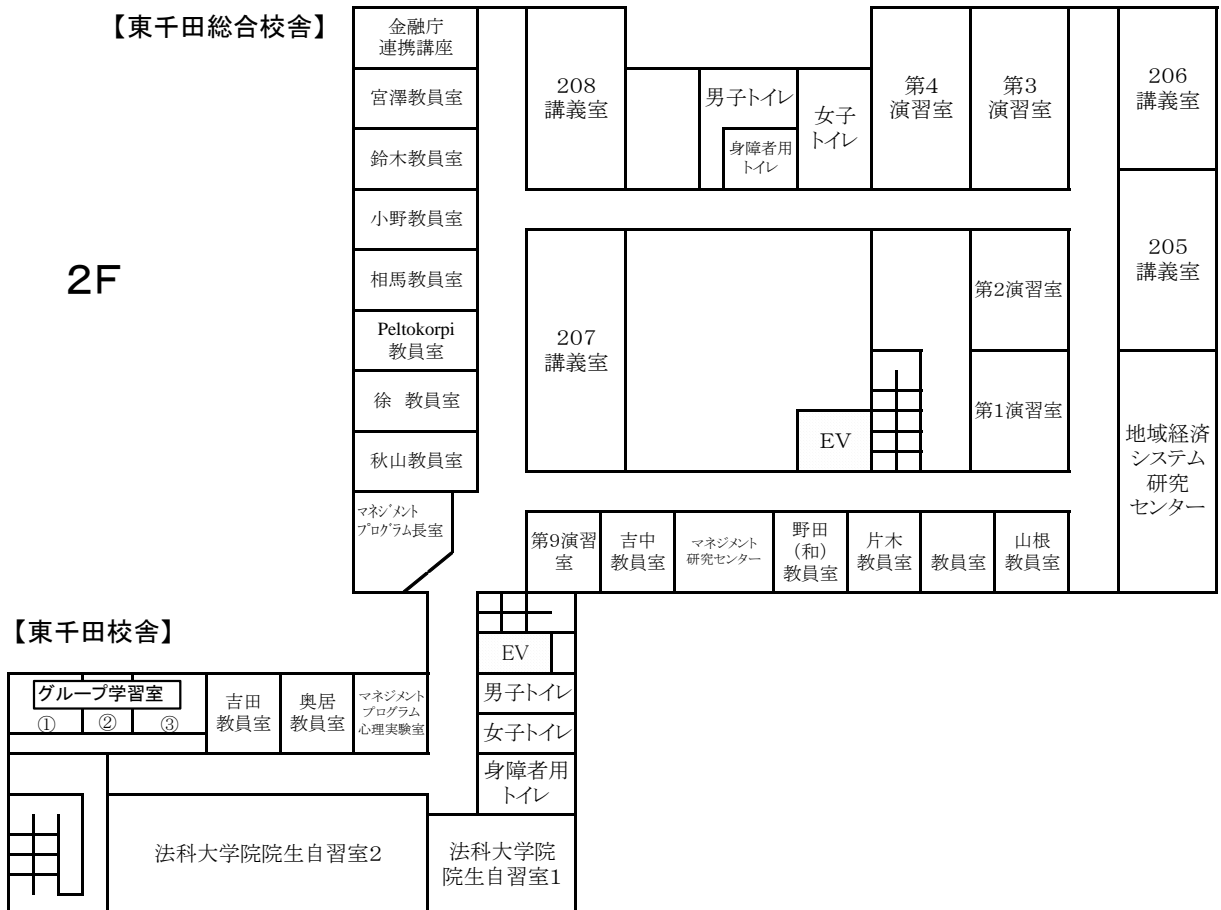 【東千田総合校舎】
2F
金融庁
連携講座
宮澤教員室
鈴木教員室
小野教員室
相馬教員室
Peltokorpi
教員室
徐 教員室
秋山教員室
マネジメント
プログラム長室
208
講義室
男子トイレ
身障者用
トイレ
女子
トイレ
第4
演習室
第3
演習室
206
講義室
205
講義室
207
講義室
EV
第2演習室
第1演習室
地域経済
システム
研究
センター
第9演習
室
吉中
教員室
マネジメント
研究センター
野田
(和)
教員室
片木
教員室
教員室
山根
教員室
【東千田校舎】
グループ学習室
①
②
③
吉田
教員室
奥居
教員室
マネジメント
プログラム
心理実験室
EV
男子トイレ
女子トイレ
身障者用
トイレ
法科大学院院生自習室2
法科大学院
院生自習室1